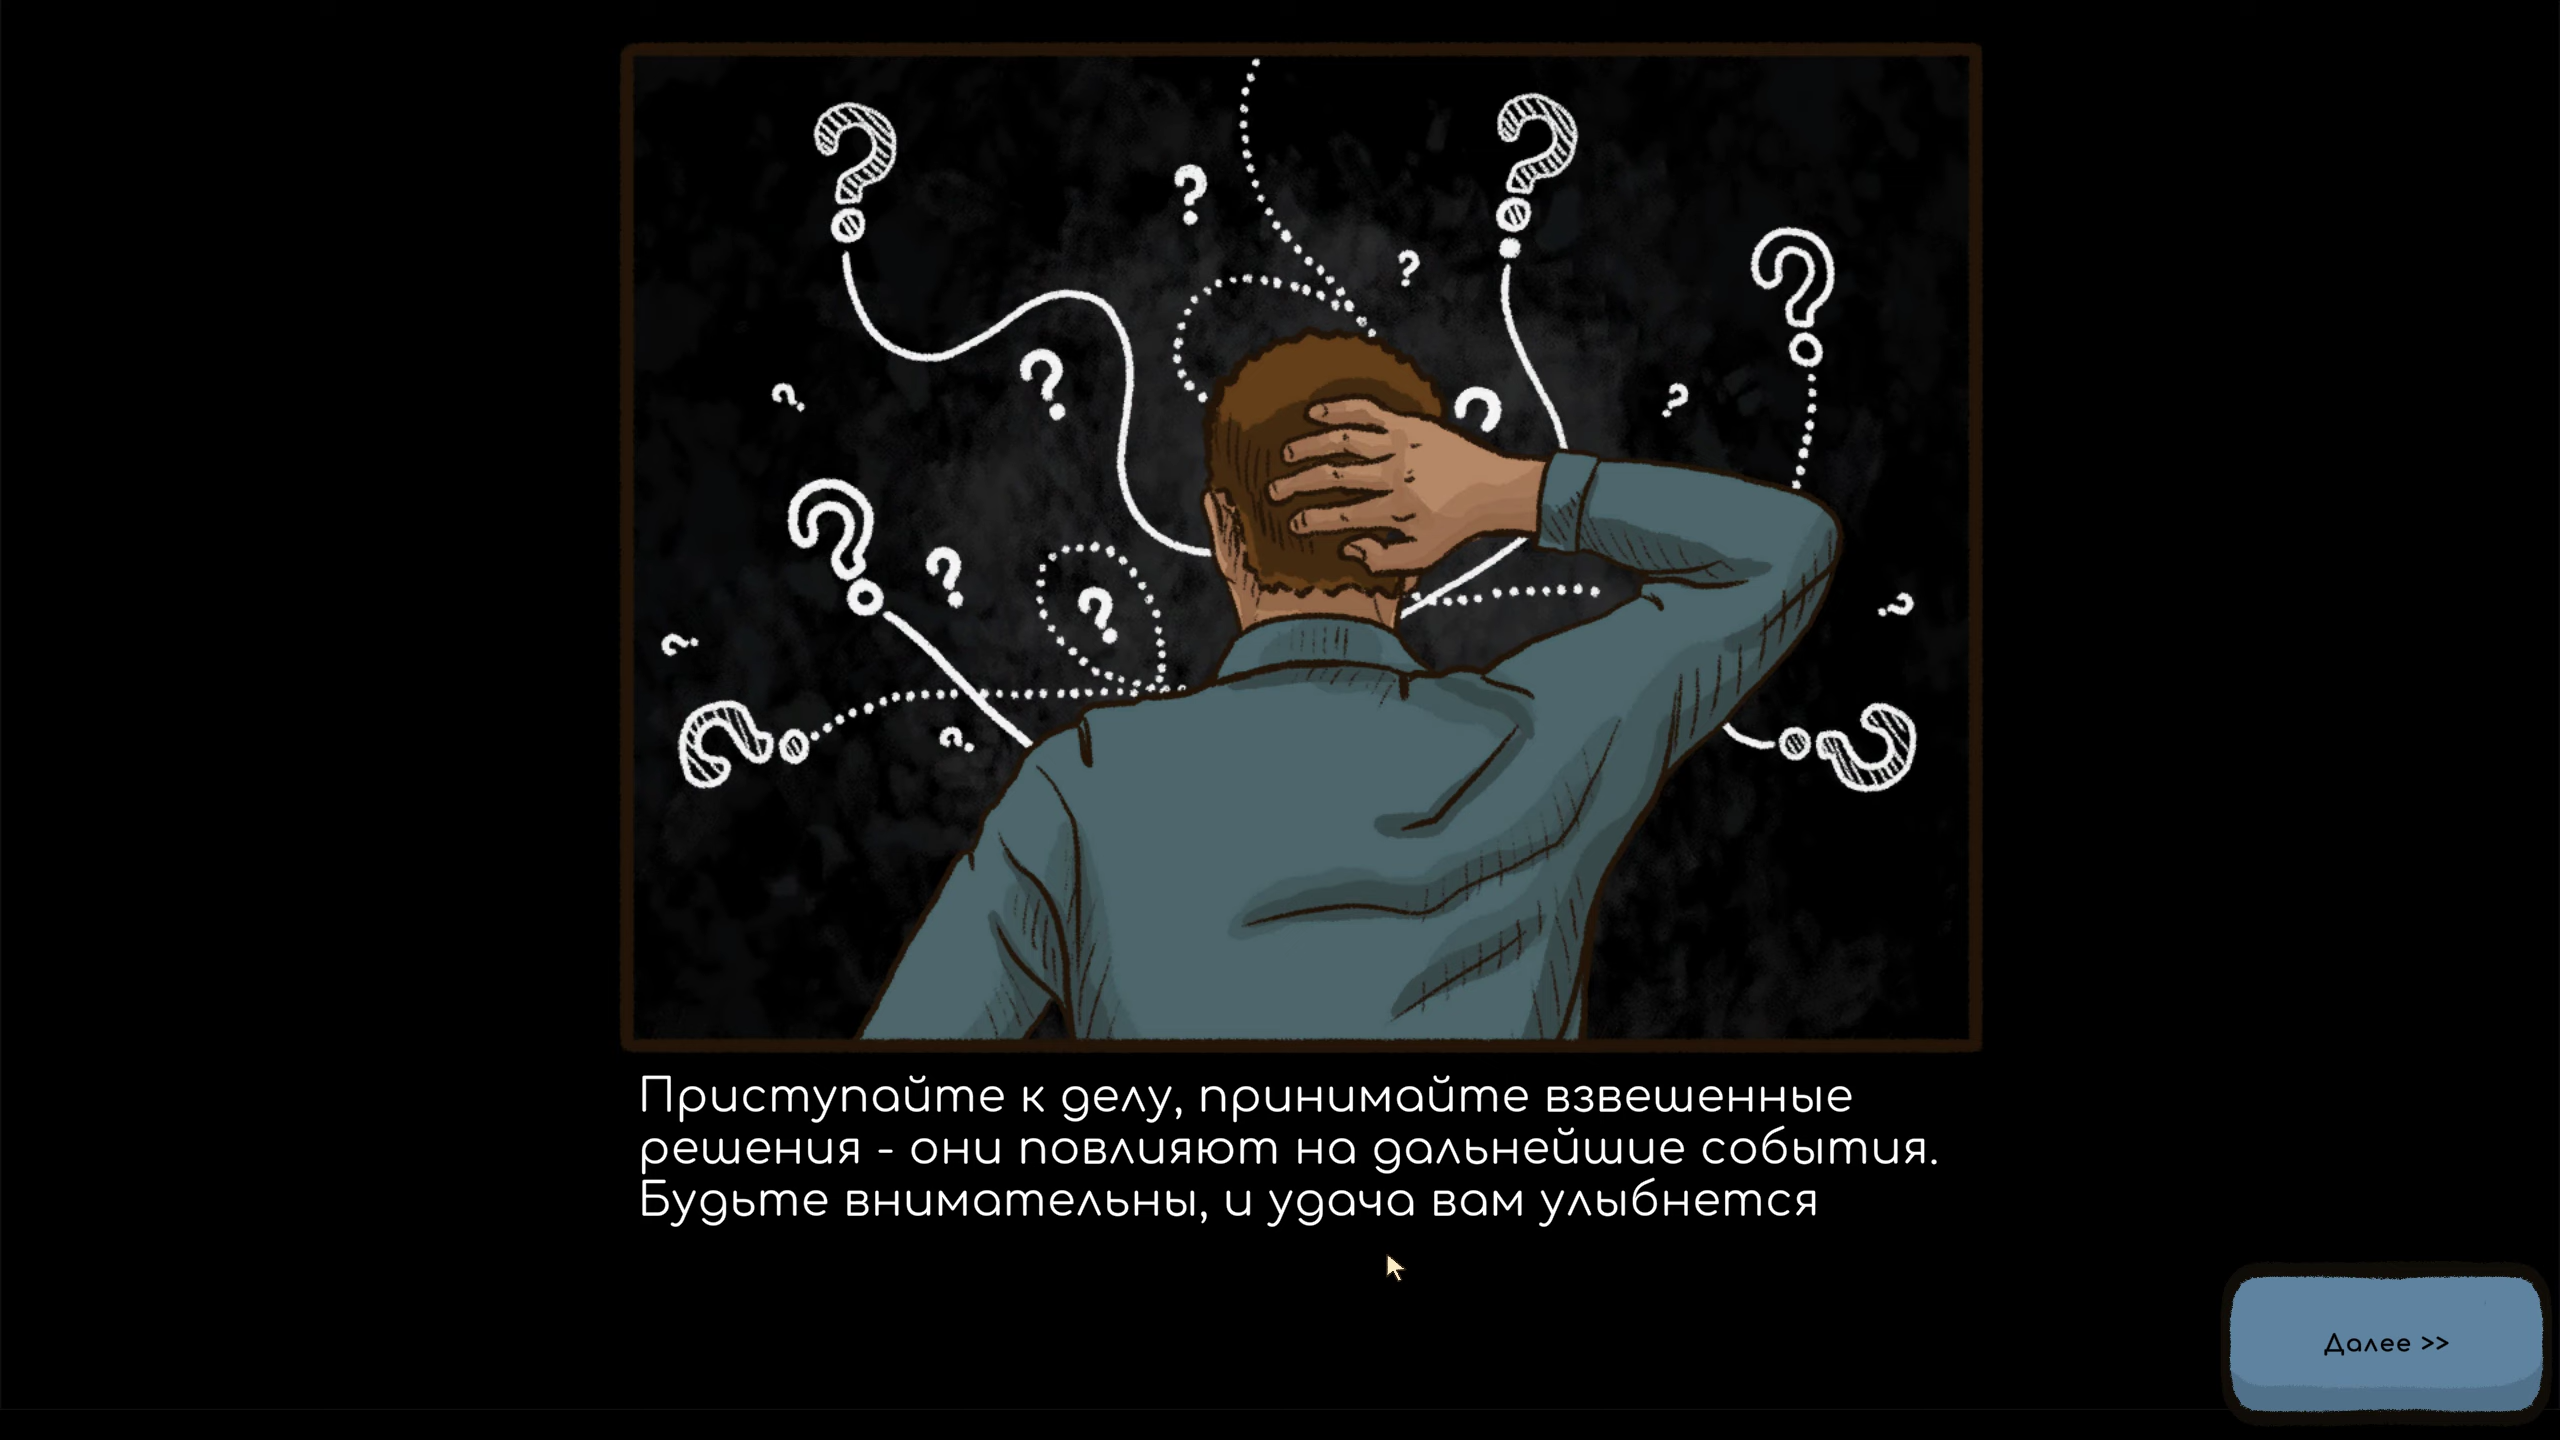 Приступайте к делу, принимайте взвешенные
решения - они повлияют на дальнейшие события.
Будьте внимательны, и удача вам улыбнется
Далее >>